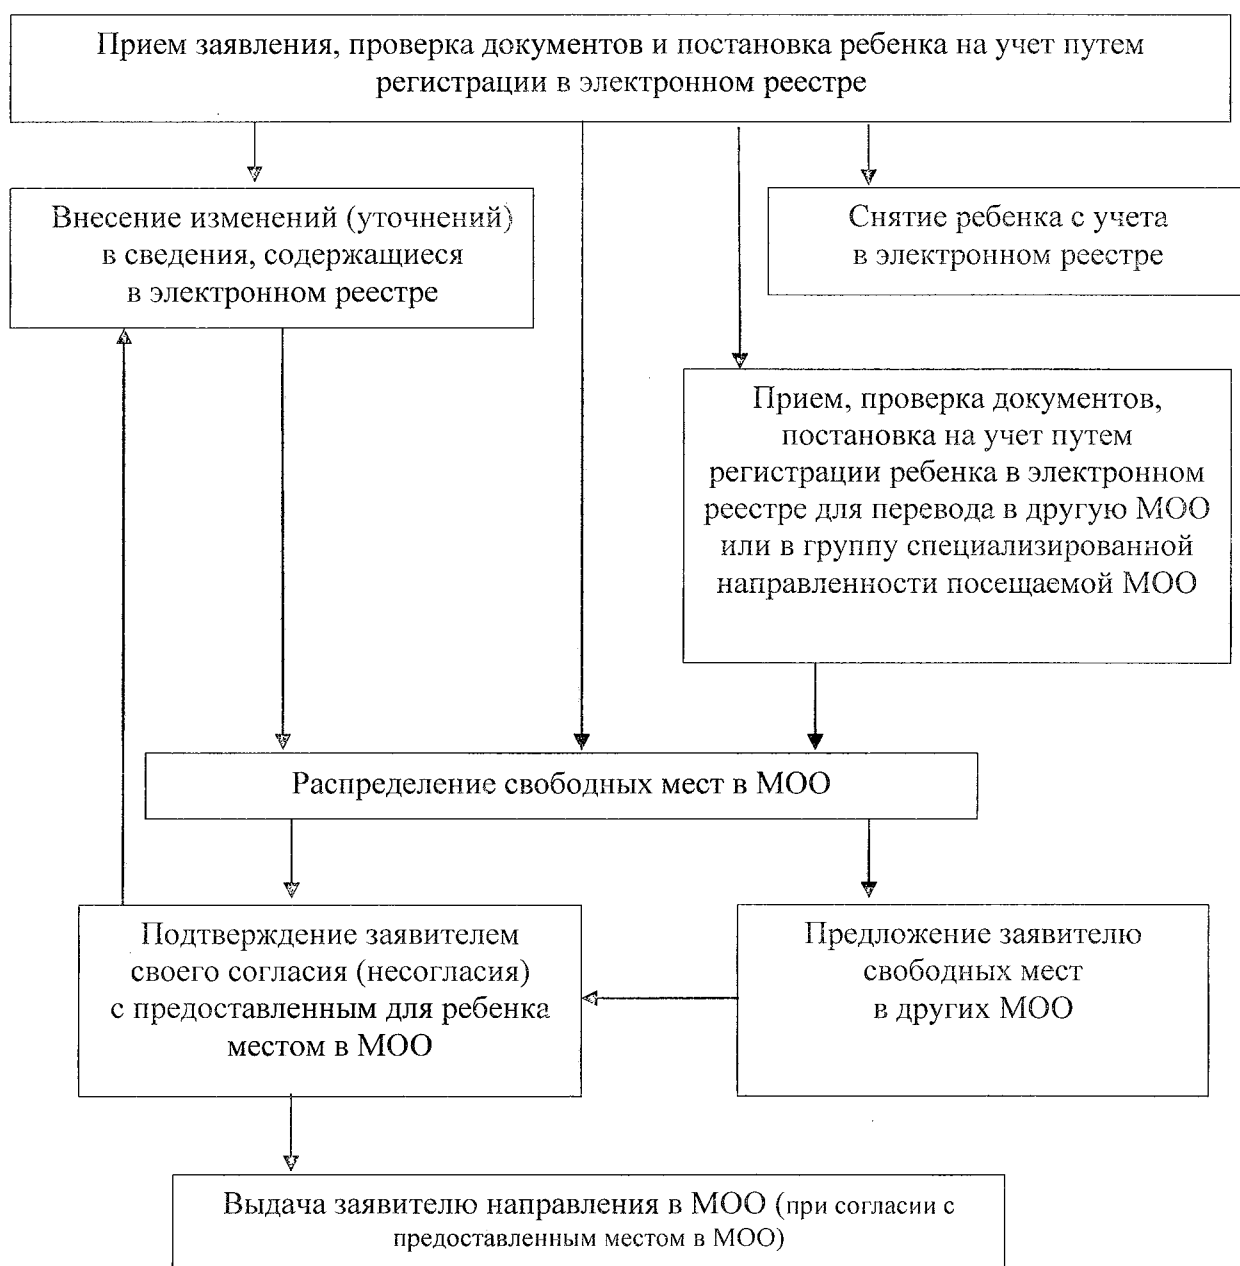 Прием заявления, проверка документов и постановка ребенка на учет путем
регистрации в электронном реестре
Внесение изменений (уточнений)
в сведения, содержащиеся
в электронном реестре
Снятие ребенка с учета
в электронном реестре
Прием, проверка документов,
постановка на учет путем
регистрации ребенка в электронном
реестре для перевода в другую МОО
или в группу специализированной
направленности посещаемой МОО
Распределение свободных мест в МОО
Подтверждение заявителем
своего согласия (несогласия)
с предоставленным для ребенка
местом в МОО
Предложение заявителю
свободных мест
в других МОО
Выдача заявителю направления в МОО (при согласии с
предоставленным местом в МОО)